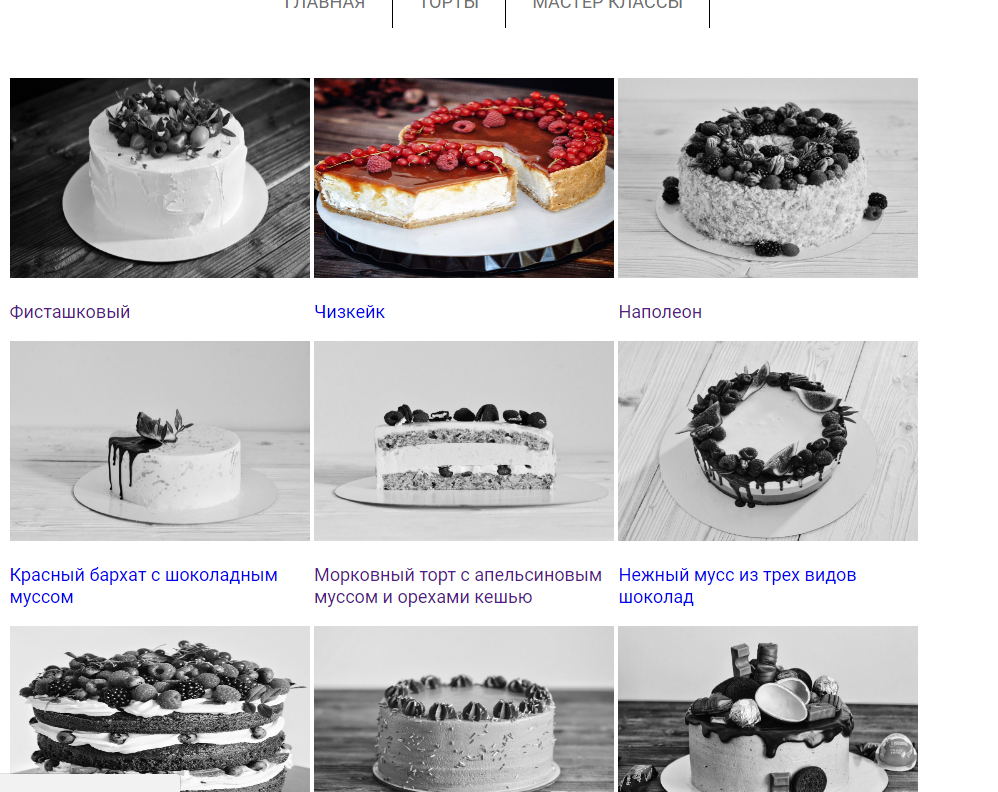 ГЛАВНАЯ ТОРТЫ МАСТЕР КЛАССЫ
Фисташковый Чизкейк Наполеон
Красный бархат с шоколадным муссом
Морковный торт с апельсиновым муссом и орехами кешью
Нежный мусс из трех видов шоколад